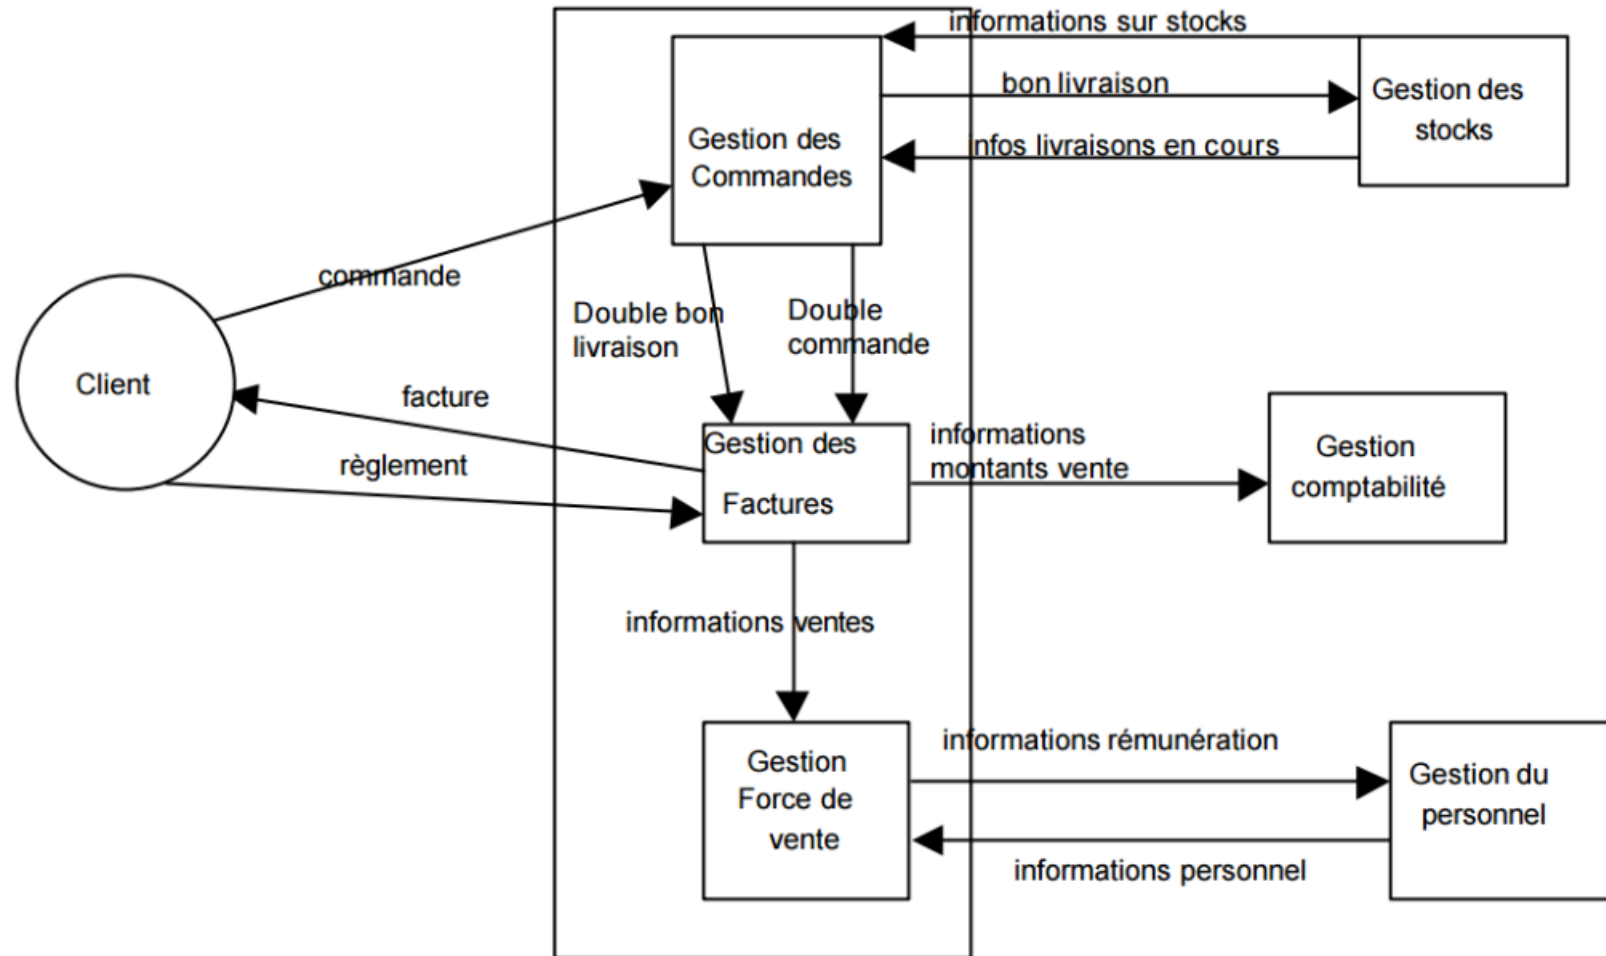 informations sur stocks
bon livraison
Gestion des
stocks
infos livraisons en cours
Gestion des
Commandes
commande
Double bon
livraison
Double
commande
Client
facture
règlement
Gestion des
Factures
informations
montants vente
Gestion
comptabilité
informations ventes
Gestion
Force de
vente
informations rémunération
Gestion du
personnel
informations personnel